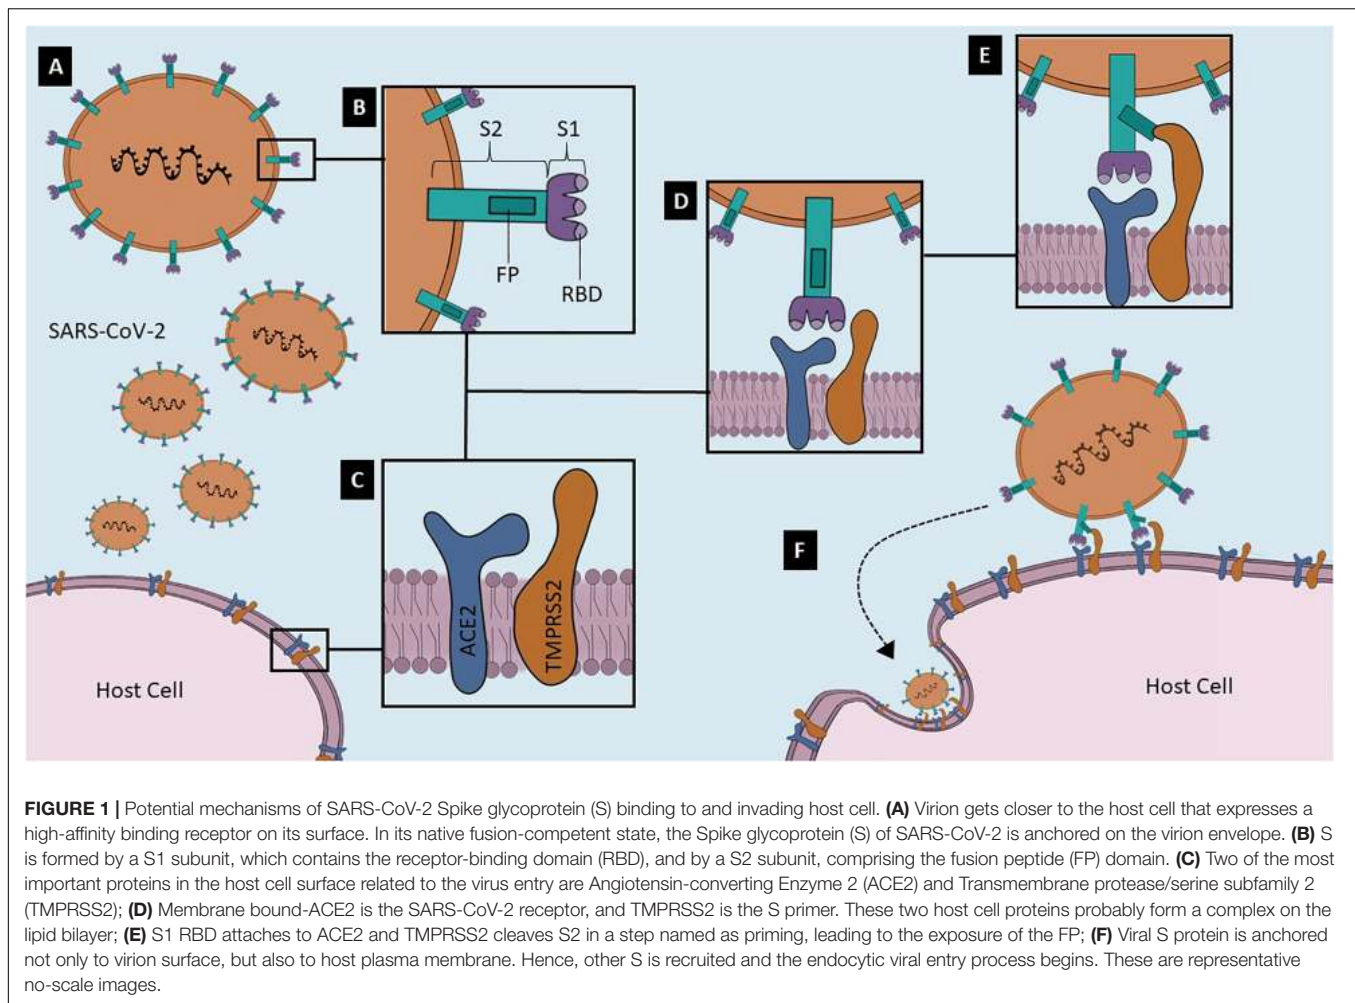 A
B
S2
S1
FP
RBD
E
D
SARS-CoV-2
C
ACE2
TMPRSS2
F
Host Cell
Host Cell
FIGURE 1 | Potential mechanisms of SARS-CoV-2 Spike glycoprotein (S) binding to and invading host cell. (A) Virion gets closer to the host cell that expresses a
high-affinity binding receptor on its surface. In its native fusion-competent state, the Spike glycoprotein (S) of SARS-CoV-2 is anchored on the virion envelope. (B) S
is formed by a S1 subunit, which contains the receptor-binding domain (RBD), and by a S2 subunit, comprising the fusion peptide (FP) domain. (C) Two of the most
important proteins in the host cell surface related to the virus entry are Angiotensin-converting Enzyme 2 (ACE2) and Transmembrane protease/serine subfamily 2
(TMPRSS2); (D) Membrane bound-ACE2 is the SARS-CoV-2 receptor, and TMPRSS2 is the S primer. These two host cell proteins probably form a complex on the
lipid bilayer; (E) S1 RBD attaches to ACE2 and TMPRSS2 cleaves S2 in a step named as priming, leading to the exposure of the FP; (F) Viral S protein is anchored
not only to virion surface, but also to host plasma membrane. Hence, other S is recruited and the endocytic viral entry process begins. These are representative
no-scale images.